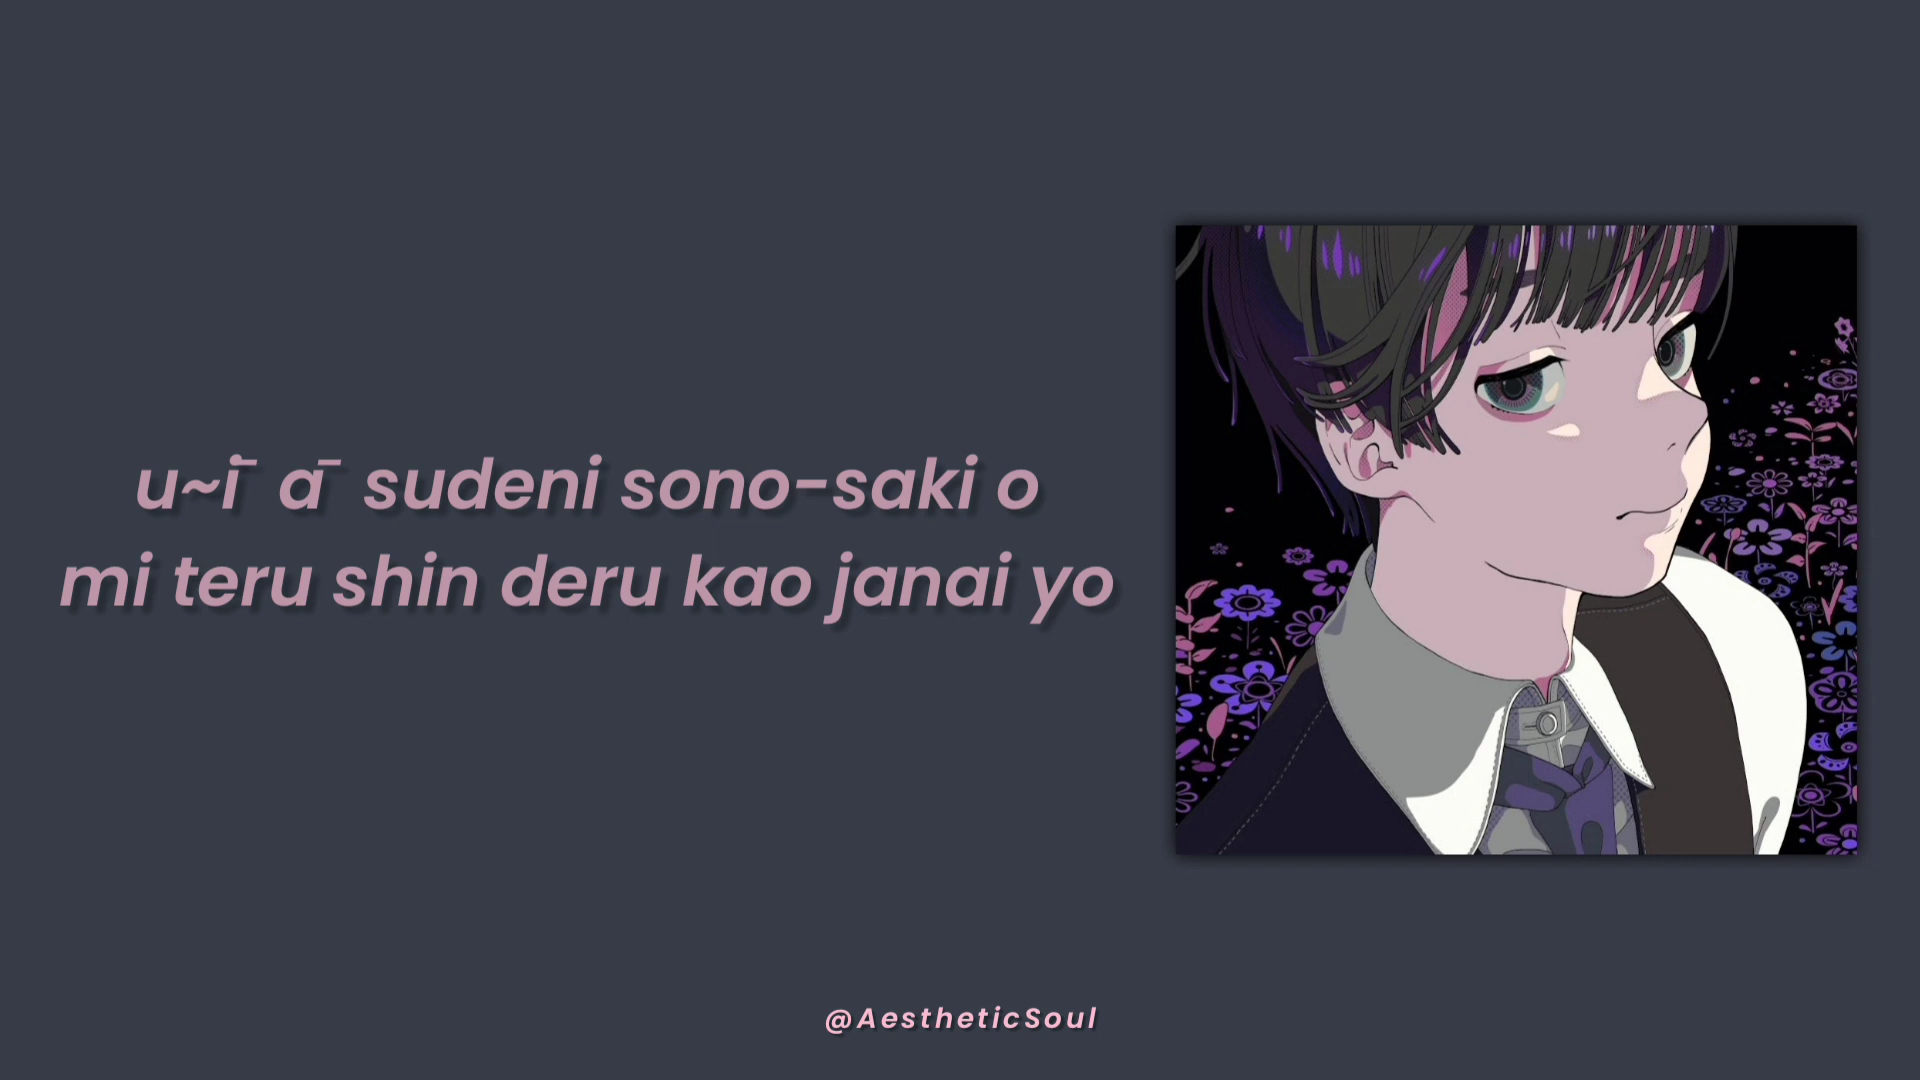 u~ī ā sudeni sono-saki o
mi teru shin deru kao janai yo
@AestheticSoul